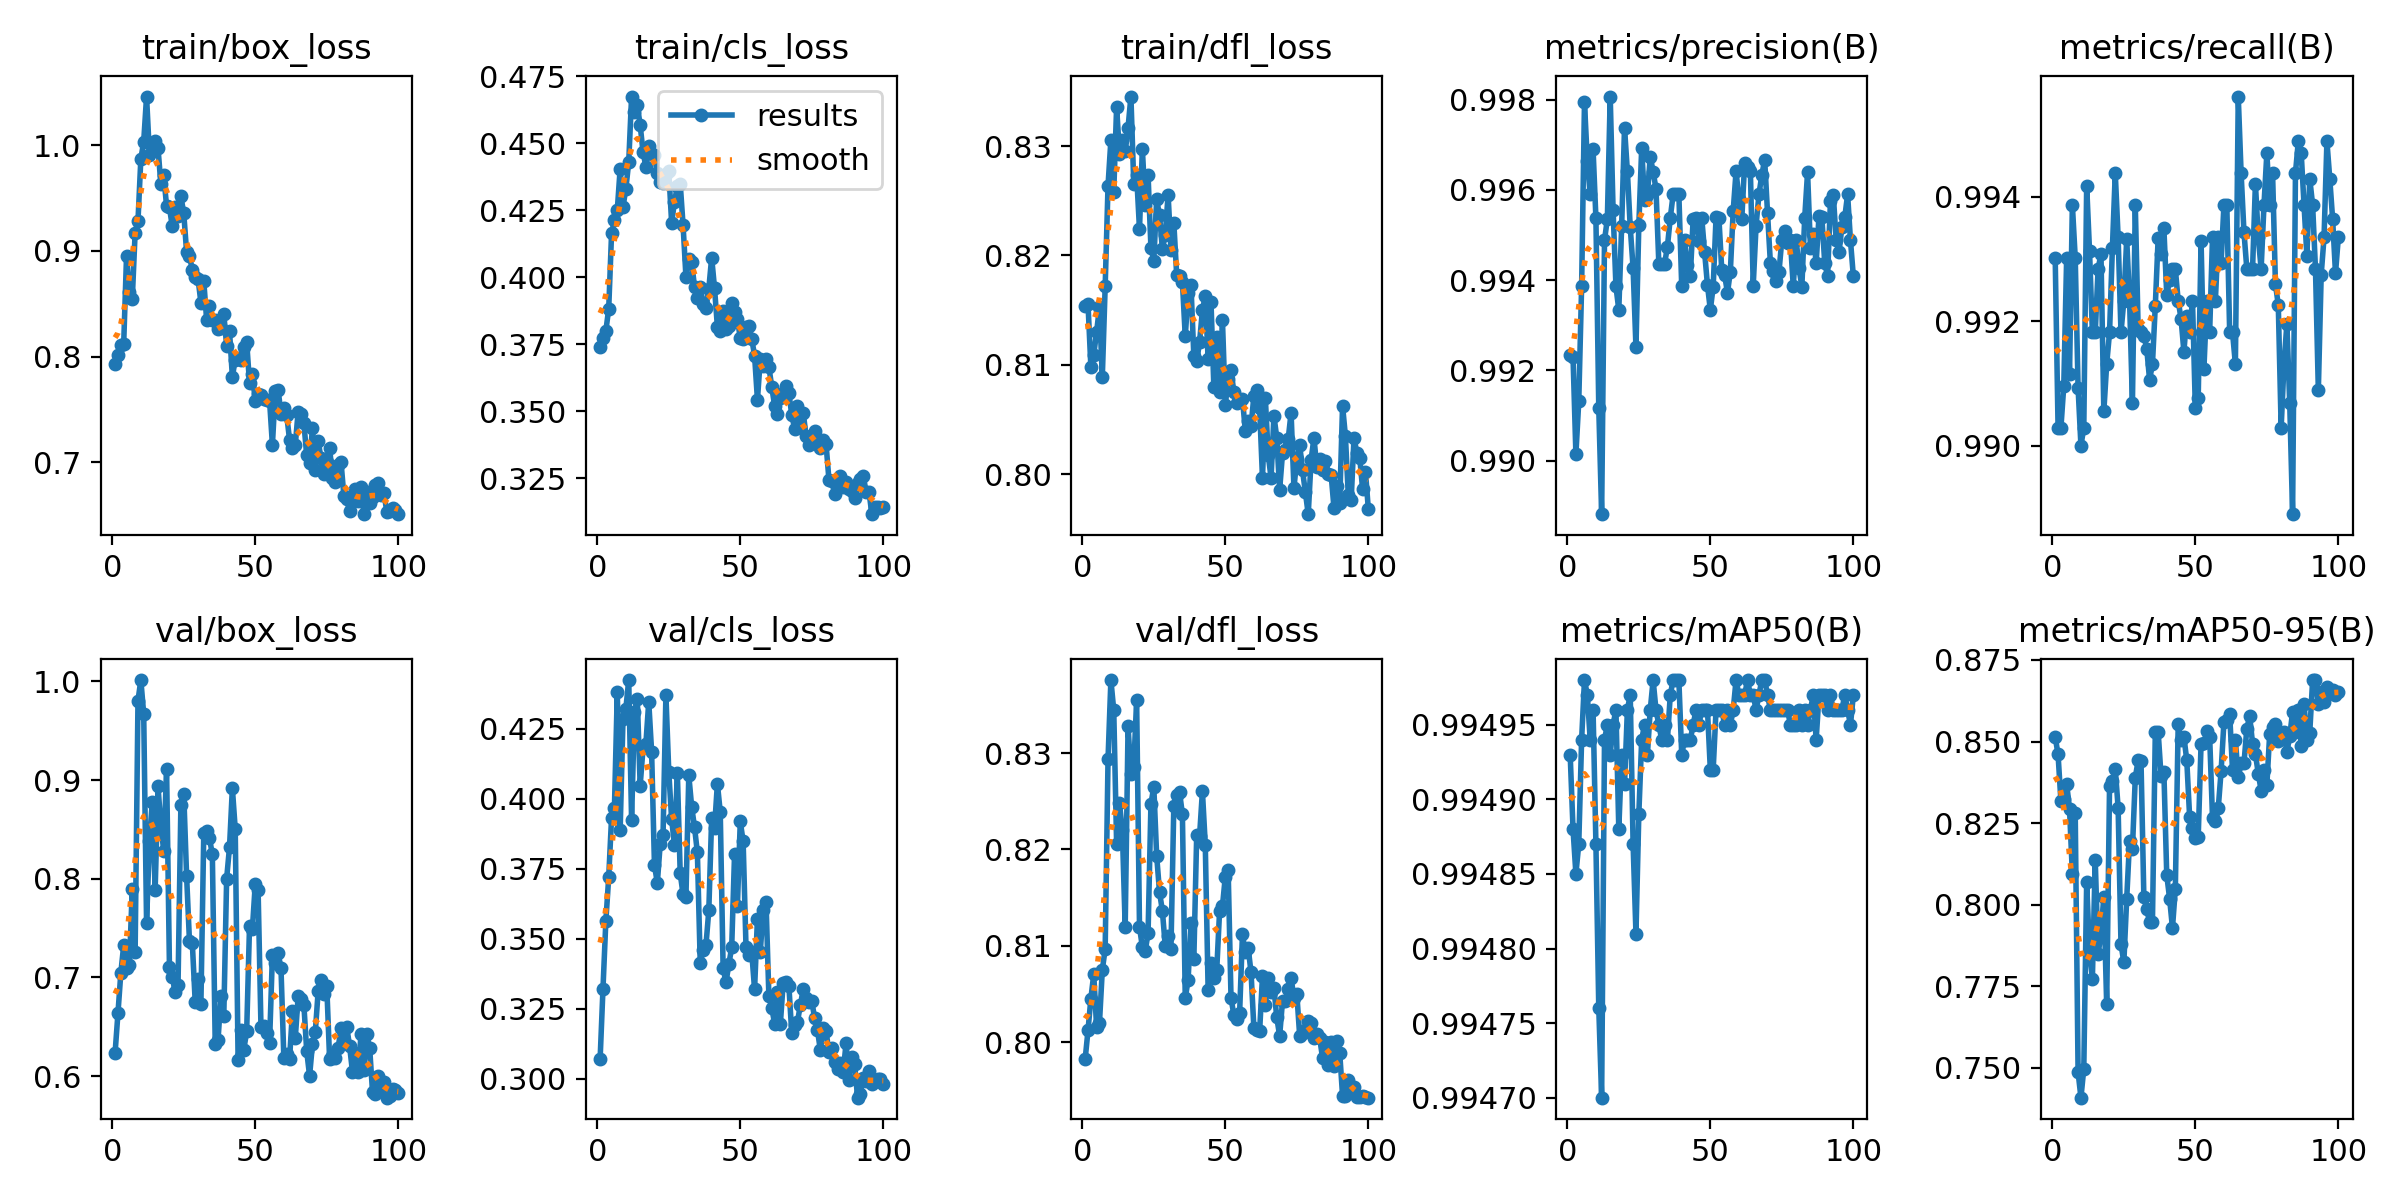 train/box_loss
train/cls_loss
train/dfl_loss
metrics/precision(B)
metrics/recall(B)
1.0
0.9
0.8
0.7
0 50 100
0.475
0.450
0.425
0.400
0.375
0.350
0.325
results
smooth
0 50 100
0.83
0.82
0.81
0.80
0 50 100
0.998
0.996
0.994
0.992
0.990
0 50 100
0.994
0.992
0.990
0 50 100
val/box_loss
val/cls_loss
val/dfl_loss
metrics/mAP50(B)
metrics/mAP50-95(B)
1.0
0.9
0.8
0.7
0.6
0 50 100
0.425
0.400
0.375
0.350
0.325
0.300
0 50 100
0.83
0.82
0.81
0.80
0 50 100
0.99495
0.99490
0.99485
0.99480
0.99475
0.99470
0 50 100
0.875
0.850
0.825
0.800
0.775
0.750
0 50 100